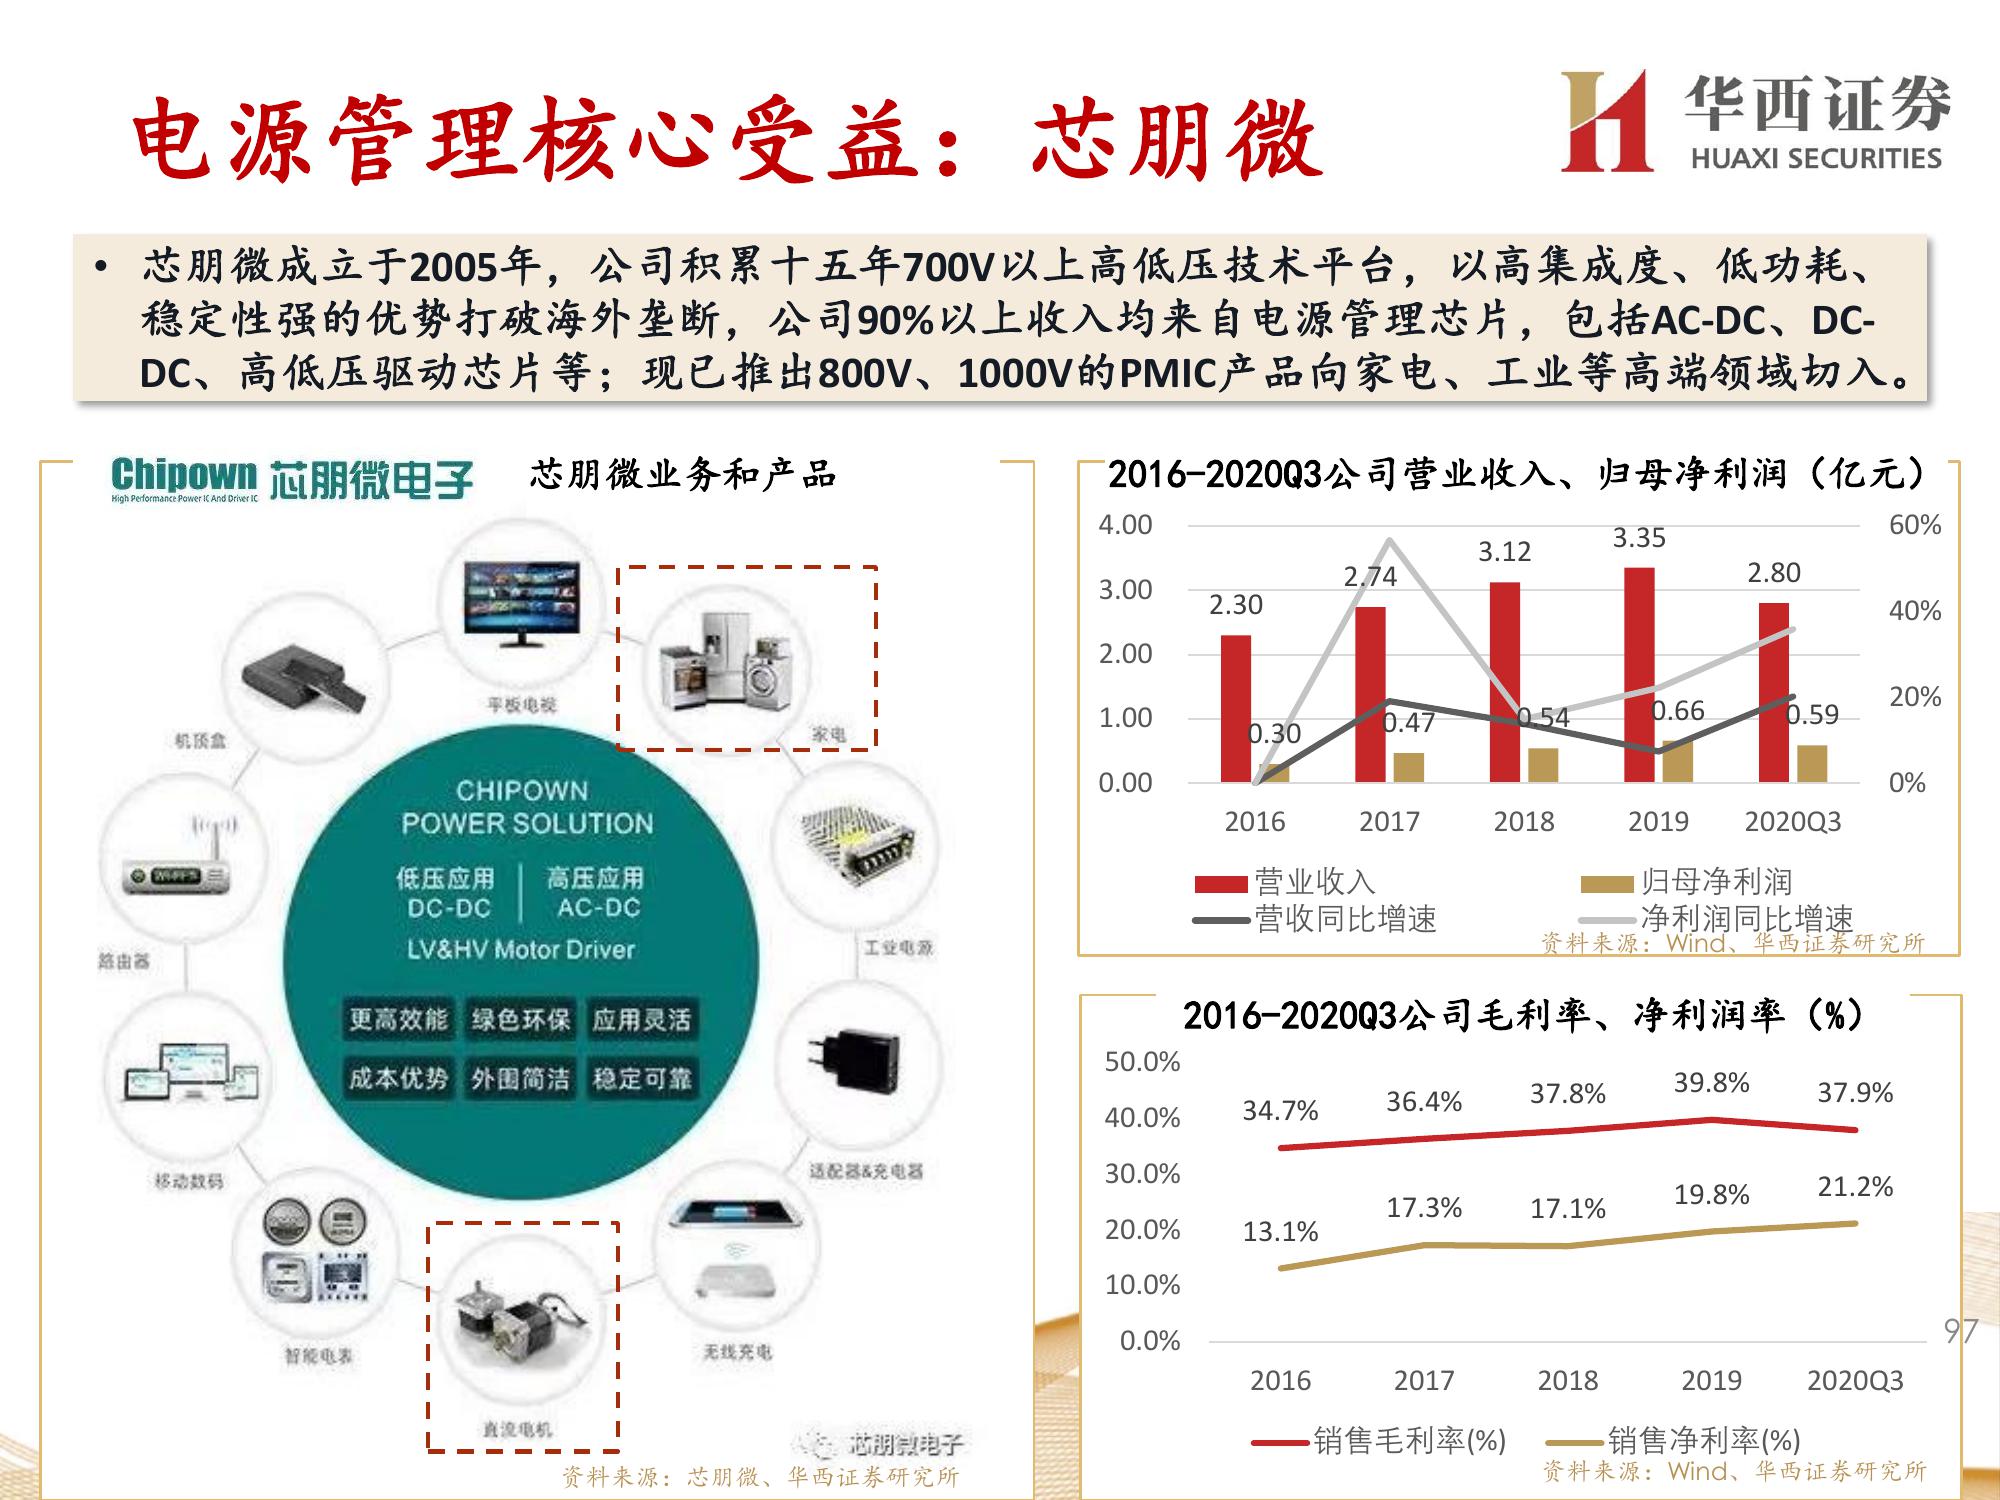 电源管理核心受益：芯朋微
华西证券
HUAXI SECURITIES
• 芯朋微成立于2005年，公司积累十五年700V以上高低压技术平台，以高集成度、低功耗、
稳定性强的优势打破海外垄断，公司90%以上收入均来自电源管理芯片，包括AC-DC、DC-
DC、高低压驱动芯片等；现已推出800V、1000V的PMIC产品向家电、工业等高端领域切入。
Chipown 芯朋微电子
High Performance Power IC And Driver IC
芯朋微业务和产品
平板电视
家电
机顶盒
工业电源
路由器
适配器&充电器
移动数码
无线充电
智能电表
直流电机
CHIPOWN
POWER SOLUTION
低压应用
DC-DC
高压应用
AC-DC
LV&HV Motor Driver
更高效能 绿色环保 应用灵活
成本优势 外围简洁 稳定可靠
芯朋微电子
资料来源：芯朋微、华西证券研究所
2016-2020Q3公司营业收入、归母净利润（亿元）
4.00
3.00
2.00
1.00
0.00
60%
40%
20%
0%
2.30
2.74
3.12
3.35
2.80
0.30
0.47
0.54
0.66
0.59
2016 2017 2018 2019 2020Q3
营业收入 归母净利润
营收同比增速 净利润同比增速
资料来源：Wind、华西证券研究所
2016-2020Q3公司毛利率、净利润率（%）
50.0%
40.0%
30.0%
20.0%
10.0%
0.0%
34.7% 36.4% 37.8% 39.8% 37.9%
13.1% 17.3% 17.1% 19.8% 21.2%
2016 2017 2018 2019 2020Q3
销售毛利率(%) 销售净利率(%)
资料来源：Wind、华西证券研究所
97